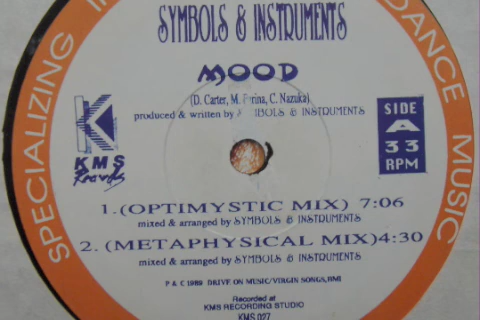 SPECIALIZING IN DANCE MUSIC
SYMBOLS & INSTRUMENTS
MOOD
(D. Carter, M. C. Nazuka)
produced & written by SYMBOLS & INSTRUMENTS
K
KMS
Records
SIDE
A
33
RPM
1.(OPTIMYSTIC MIX) 7:06
mixed & arranged by SYMBOLS & INSTRUMENTS
2. (METAPHYSICAL MIX)4:30
mixed & arranged by SYMBOLS & INSTRUMENTS
P & C 1989 DRIVE ON MUSIC/VIRGIN SONGS, BMI
Recorded at
KMS RECORDING STUDIO
KMS 027